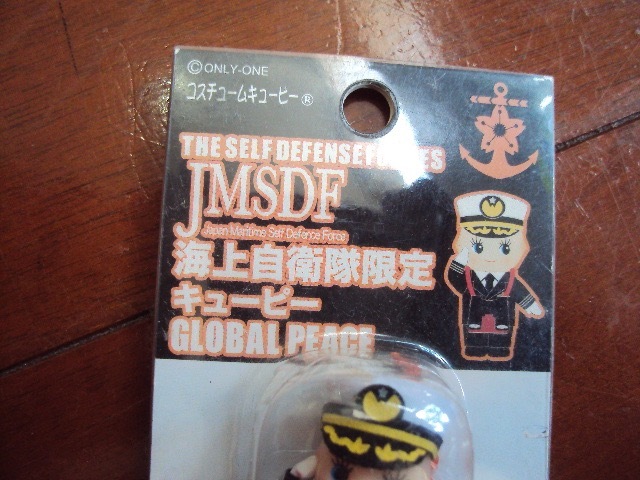 ©ONLY-ONE
コスチュームキューピー®
THE SELF DEFENSE FORCES
JMSDF
Japan Maritime Self Defence Force
海上自衛隊限定
キューピー
GLOBAL PEACE